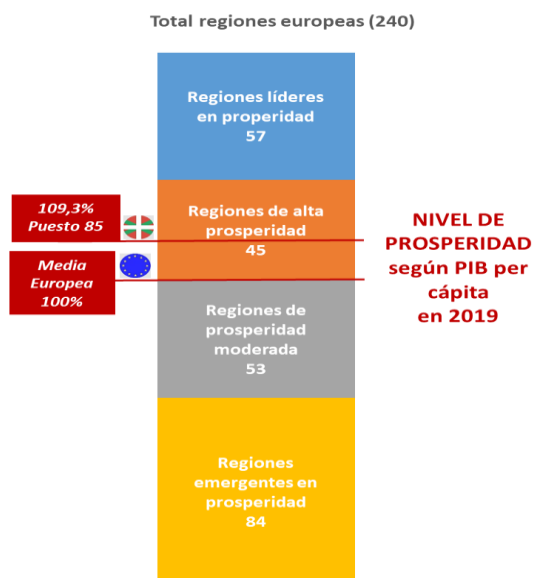 Total regiones europeas (240)
Regiones líderes
en properidad
57
109,3%
Puesto 85
Regiones de alta
prosperidad
45
Media
Europea
100%
NIVEL DE
PROSPERIDAD
según PIB per
cápita
en 2019
Regiones de
prosperidad
moderada
53
Regiones
emergentes en
prosperidad
84